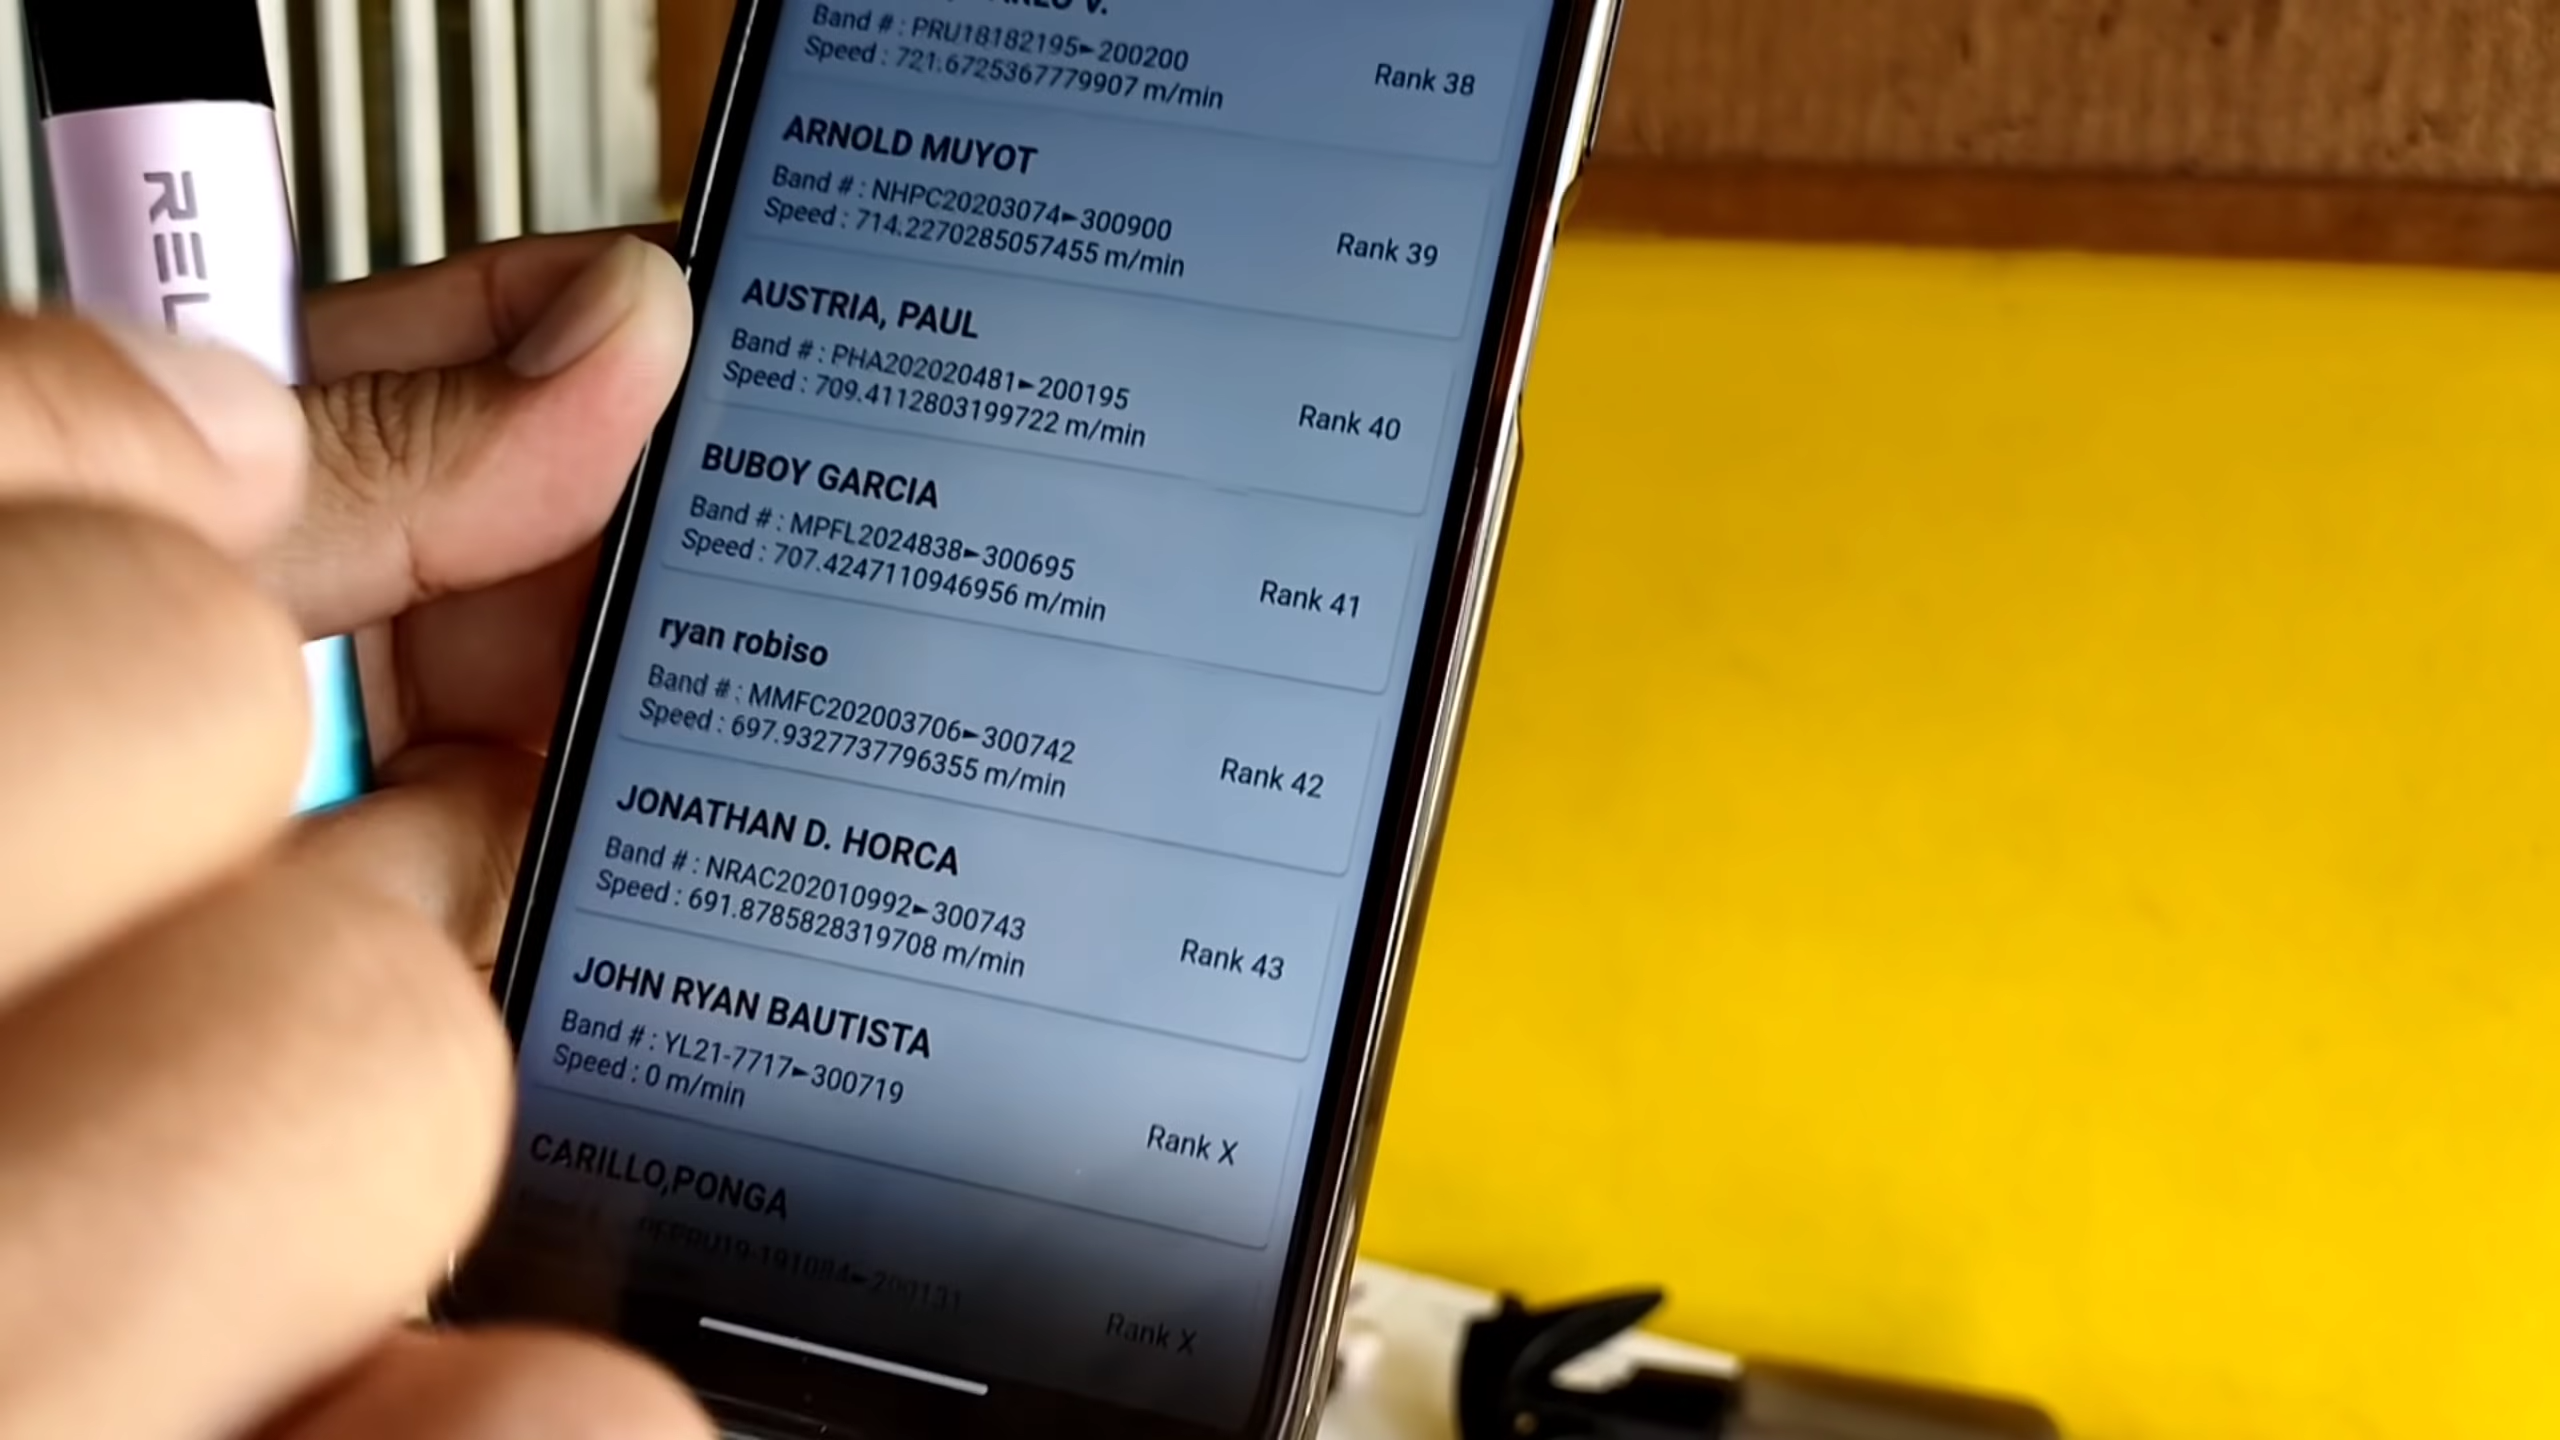 REL
Band # : PRU18182195►200200
Speed : 721.6725367779907 m/min
Rank 38
ARNOLD MUYOT
Band # : NHPC20203074►300900
Speed : 714.2270285057455 m/min
Rank 39
AUSTRIA, PAUL
Band # : PHA202020481►200195
Speed : 709.4112803199722 m/min
Rank 40
BUBOY GARCIA
Band # : MPFL2024838►300695
Speed : 707.4247110946956 m/min
Rank 41
ryan robiso
Band # : MMFC202003706►300742
Speed : 697.9327737796355 m/min
Rank 42
JONATHAN D. HORCA
Band # : NRAC202010992►300743
Speed : 691.8785828319708 m/min
Rank 43
JOHN RYAN BAUTISTA
Band # : YL21-7717►300719
Speed : 0 m/min
Rank X
CARILLO,PONGA
Rank X